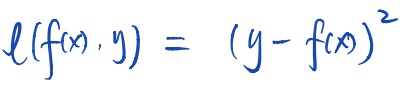 ℓ(f(x), y) = (y − f(x))²